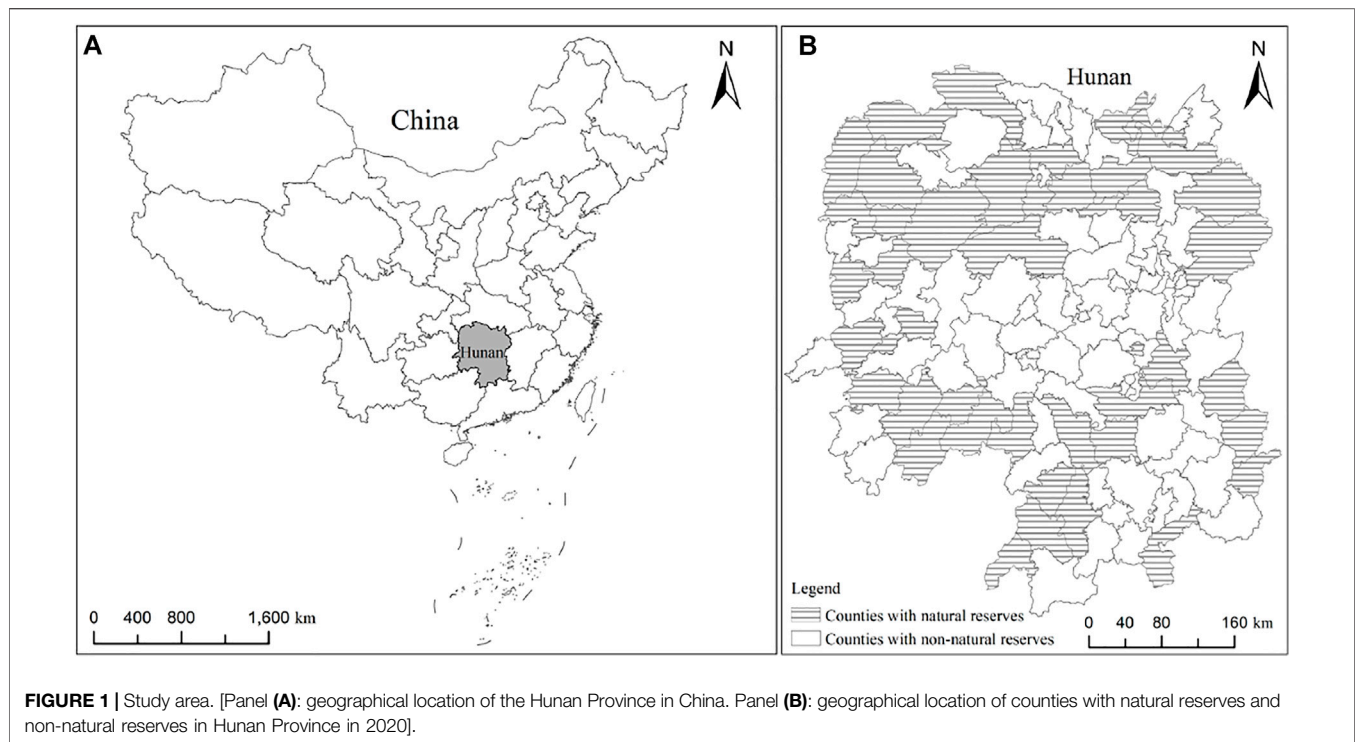 A
N
China
Hunan
0 400 800 1,600 km
B
N
Hunan
Legend
Counties with natural reserves
Counties with non-natural reserves
0 40 80 160 km
FIGURE 1 | Study area. [Panel (A): geographical location of the Hunan Province in China. Panel (B): geographical location of counties with natural reserves and
non-natural reserves in Hunan Province in 2020].